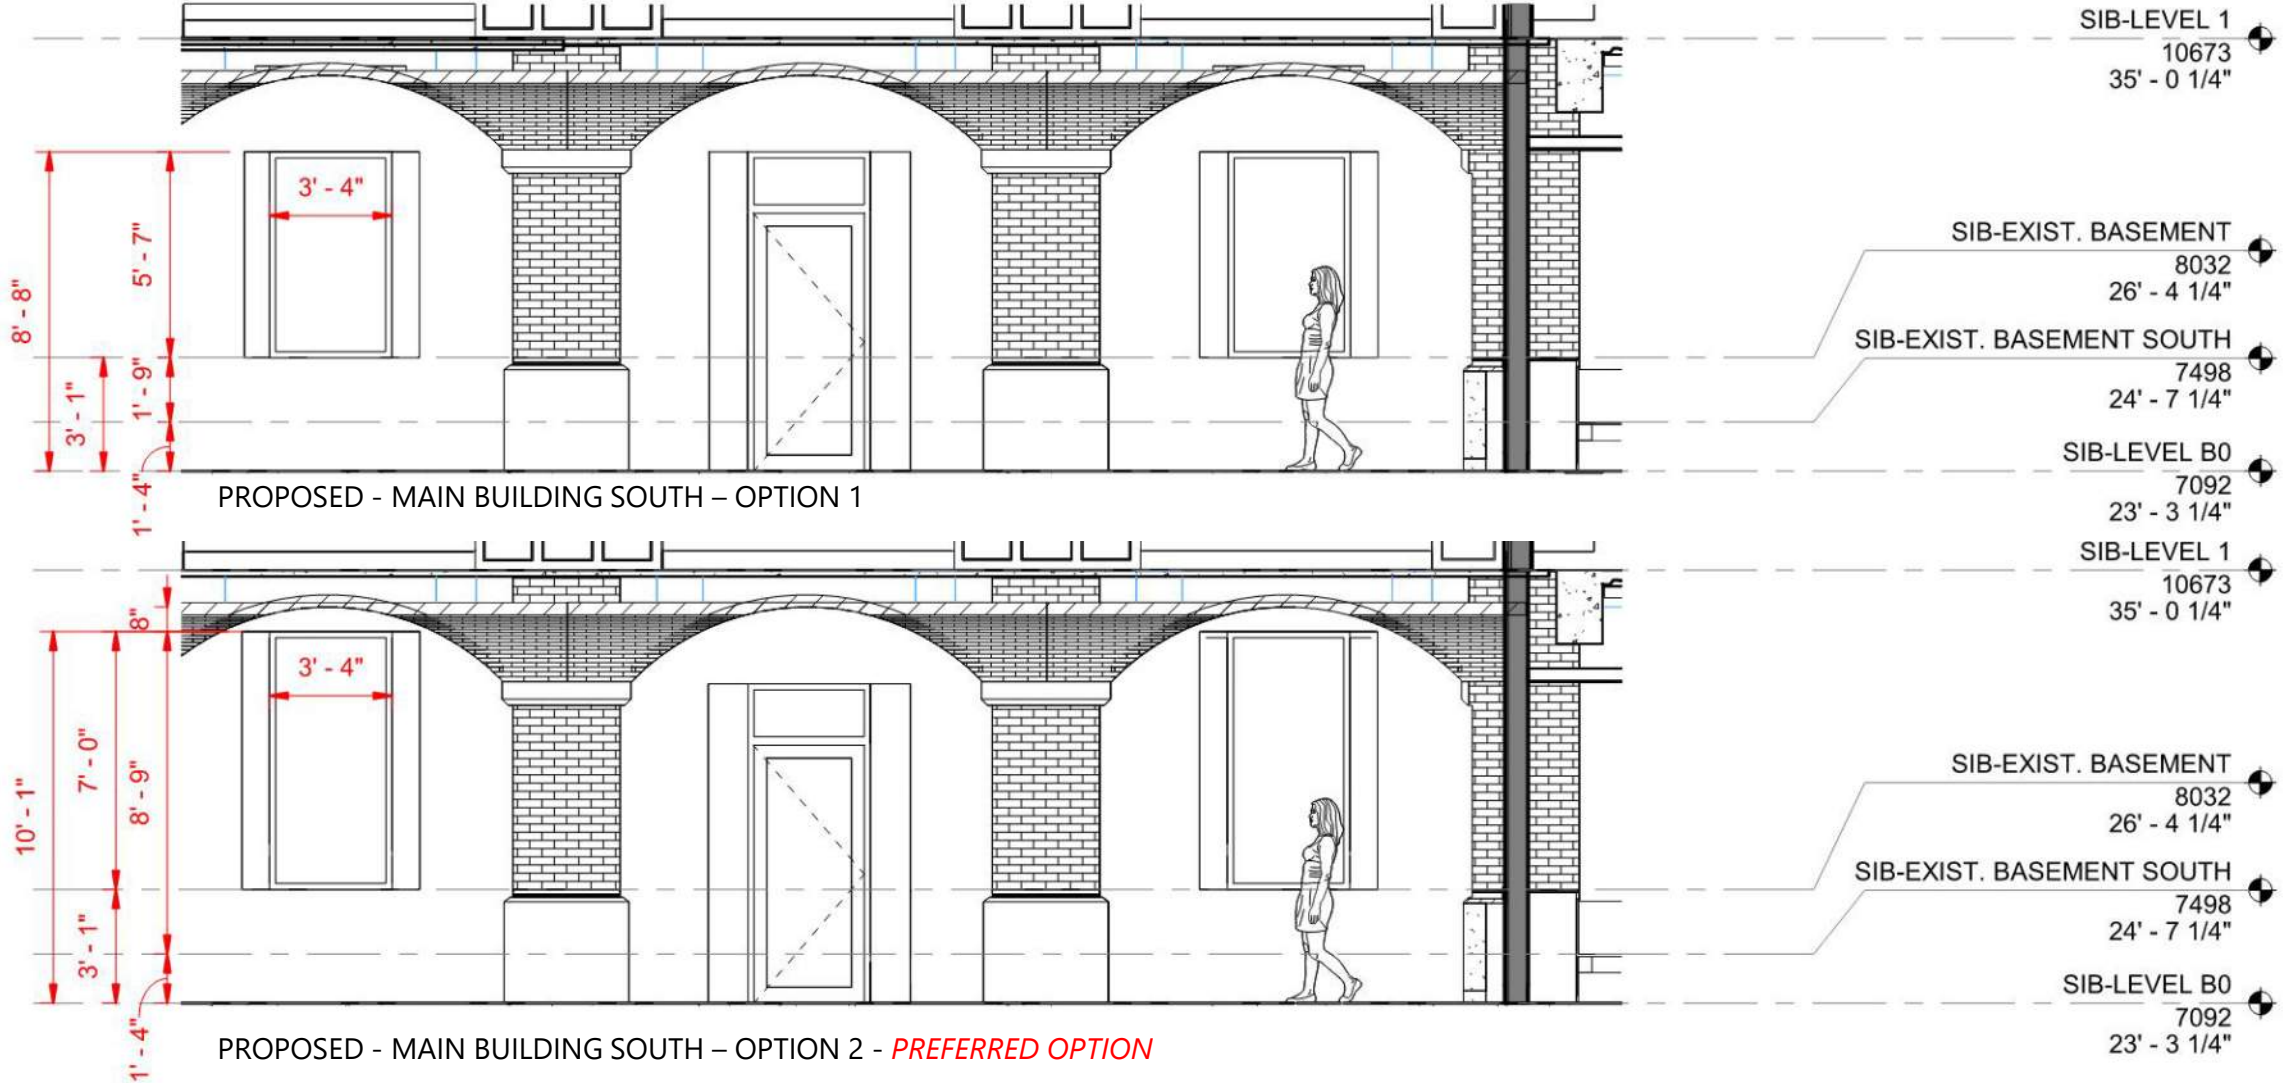 SIB-LEVEL 1
10673
35' - 0 1/4"
3' - 4"
5' - 7"
8' - 8"
1' - 9"
3' - 1"
1' - 4"
SIB-EXIST. BASEMENT
8032
26' - 4 1/4"
SIB-EXIST. BASEMENT SOUTH
7498
24' - 7 1/4"
SIB-LEVEL B0
7092
23' - 3 1/4"
PROPOSED - MAIN BUILDING SOUTH – OPTION 1
SIB-LEVEL 1
10673
35' - 0 1/4"
8"
3' - 4"
7' - 0"
8' - 9"
10' - 1"
3' - 1"
1' - 4"
SIB-EXIST. BASEMENT
8032
26' - 4 1/4"
SIB-EXIST. BASEMENT SOUTH
7498
24' - 7 1/4"
SIB-LEVEL B0
7092
23' - 3 1/4"
PROPOSED - MAIN BUILDING SOUTH – OPTION 2 - PREFERRED OPTION